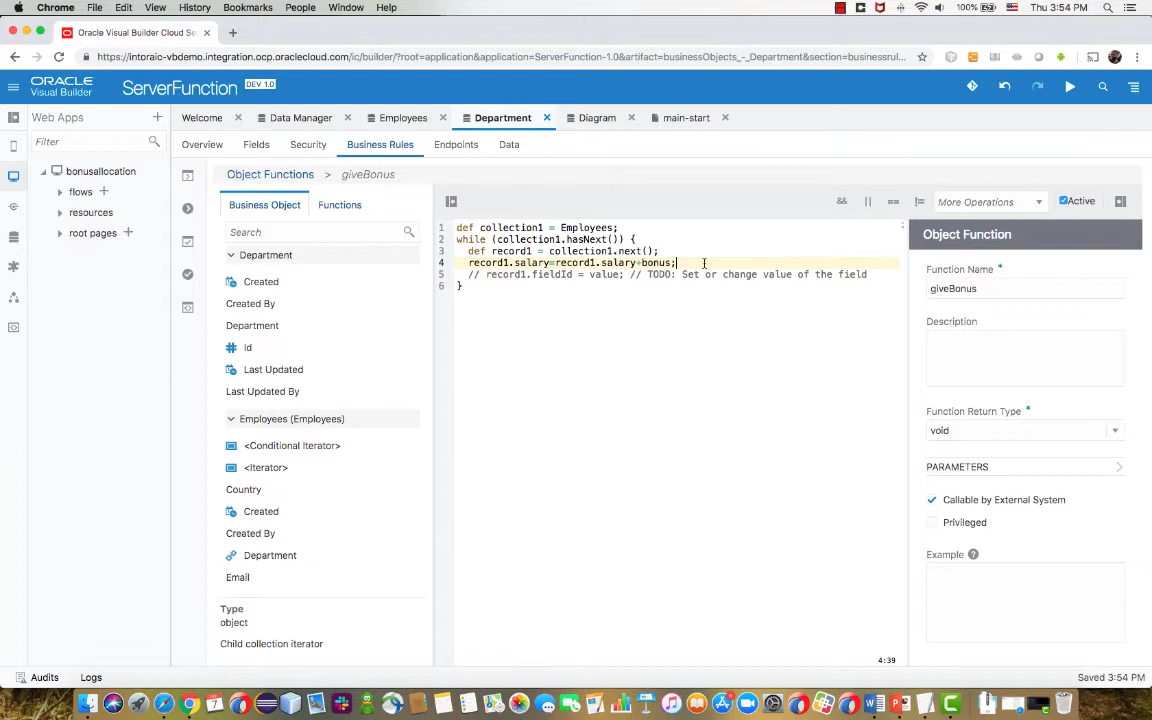 Chrome File Edit View History Bookmarks People Window Help 100% Thu 3:54 PM
Oracle Visual Builder Cloud Se
https://intoraic-vbdemo.integration.ocp.oraclecloud.com/ic/builder/?root=application&application=ServerFunction-1.0&artifact=businessObjects_-_Department&section=businessrul...
ORACLE
Visual Builder
ServerFunction DEV 1.0
Web Apps
Welcome Data Manager Employees Department Diagram main-start
Filter
Overview Fields Security Business Rules Endpoints Data
bonusallocation
flows
resources
root pages
Object Functions > giveBonus
Business Object Functions
&& || == != More Operations Active
Search
Department
Created
Created By
Department
Id
Last Updated
Last Updated By
Employees (Employees)
<Conditional Iterator>
<Iterator>
Country
Created
Created By
Department
Email
Type
object
Child collection iterator
1 def collection1 = Employees;
2 while (collection1.hasNext()) {
3 def record1 = collection1.next();
4 record1.salary=record1.salary+bonus;
5 // record1.fieldId = value; // TODO: Set or change value of the field
6 }
4:39
Object Function
Function Name *
giveBonus
Description
Function Return Type *
void
PARAMETERS
Callable by External System
Privileged
Example
Audits Logs
Saved 3:54 PM